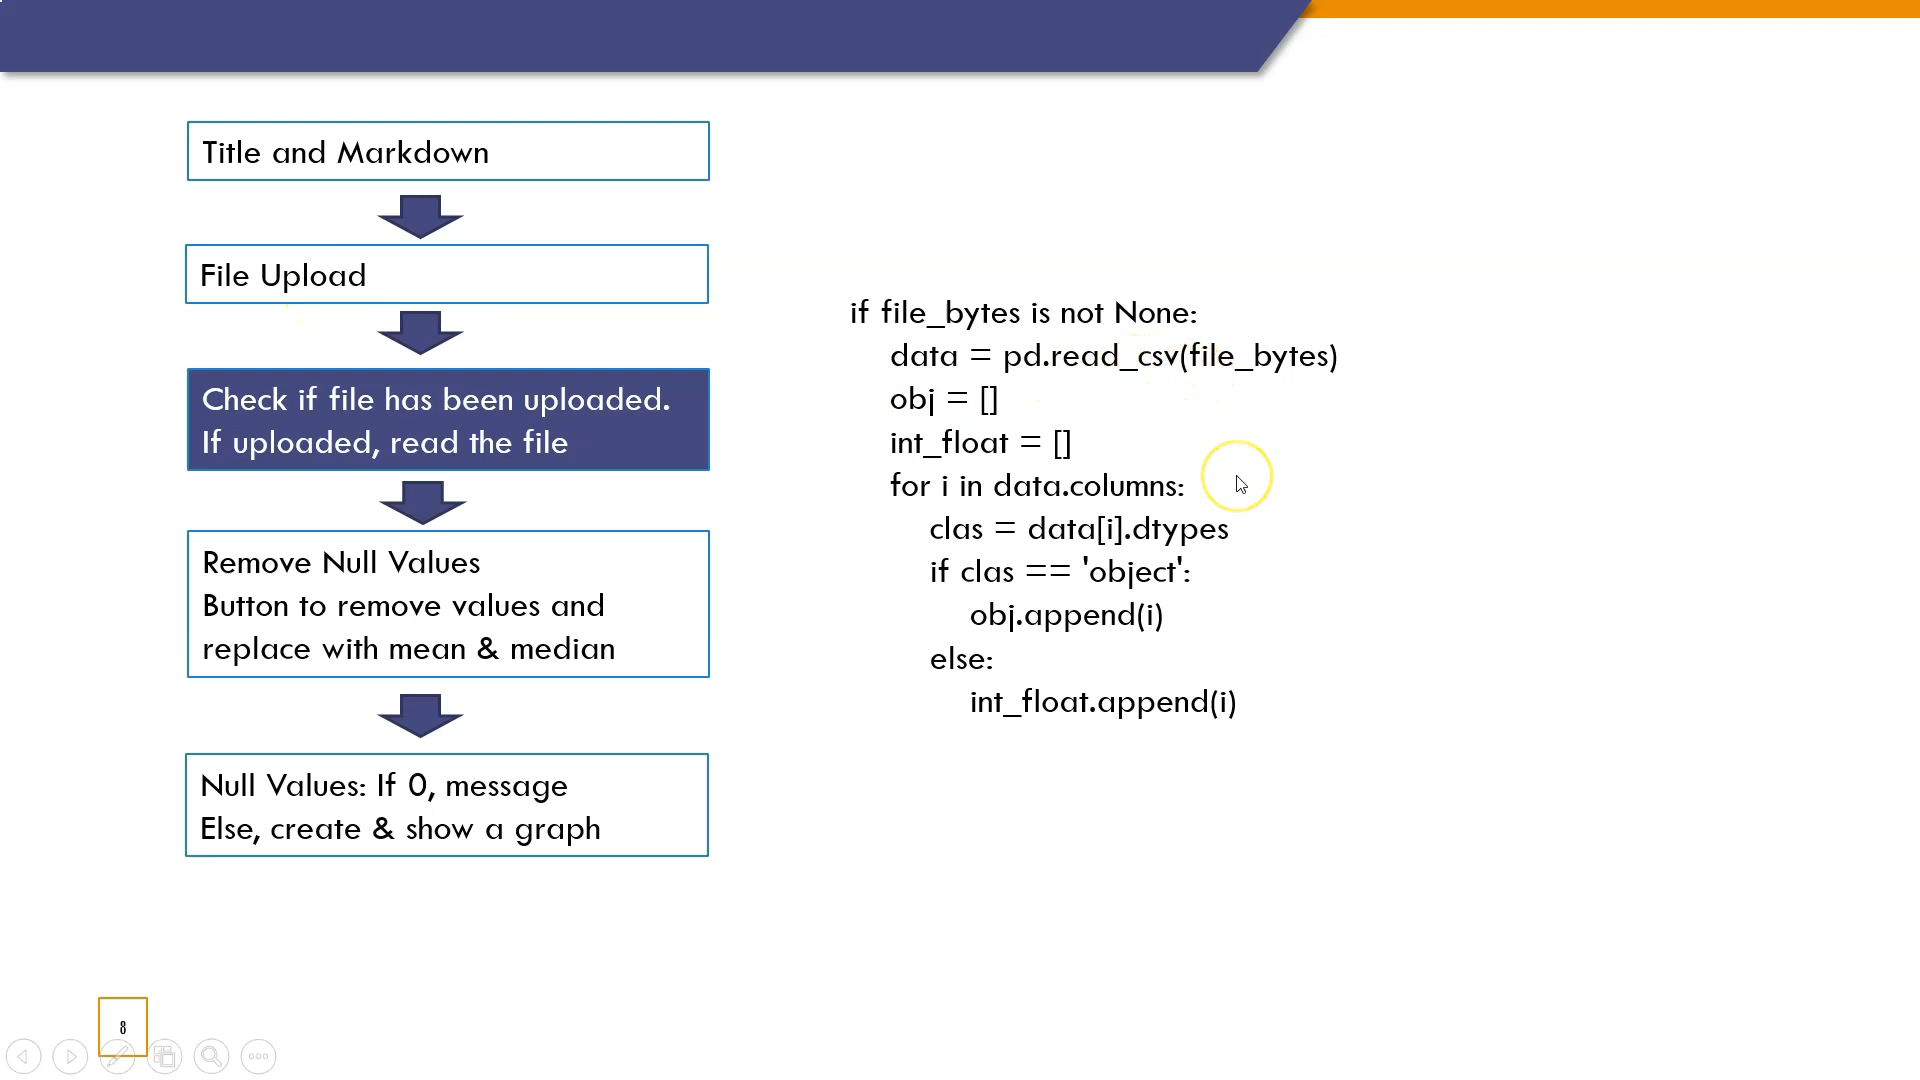 Title and Markdown
File Upload
Check if file has been uploaded.
If uploaded, read the file
Remove Null Values
Button to remove values and
replace with mean & median
Null Values: If 0, message
Else, create & show a graph
if file_bytes is not None:
data = pd.read_csv(file_bytes)
obj = []
int_float = []
for i in data.columns:
clas = data[i].dtypes
if clas == 'object':
obj.append(i)
else:
int_float.append(i)
8